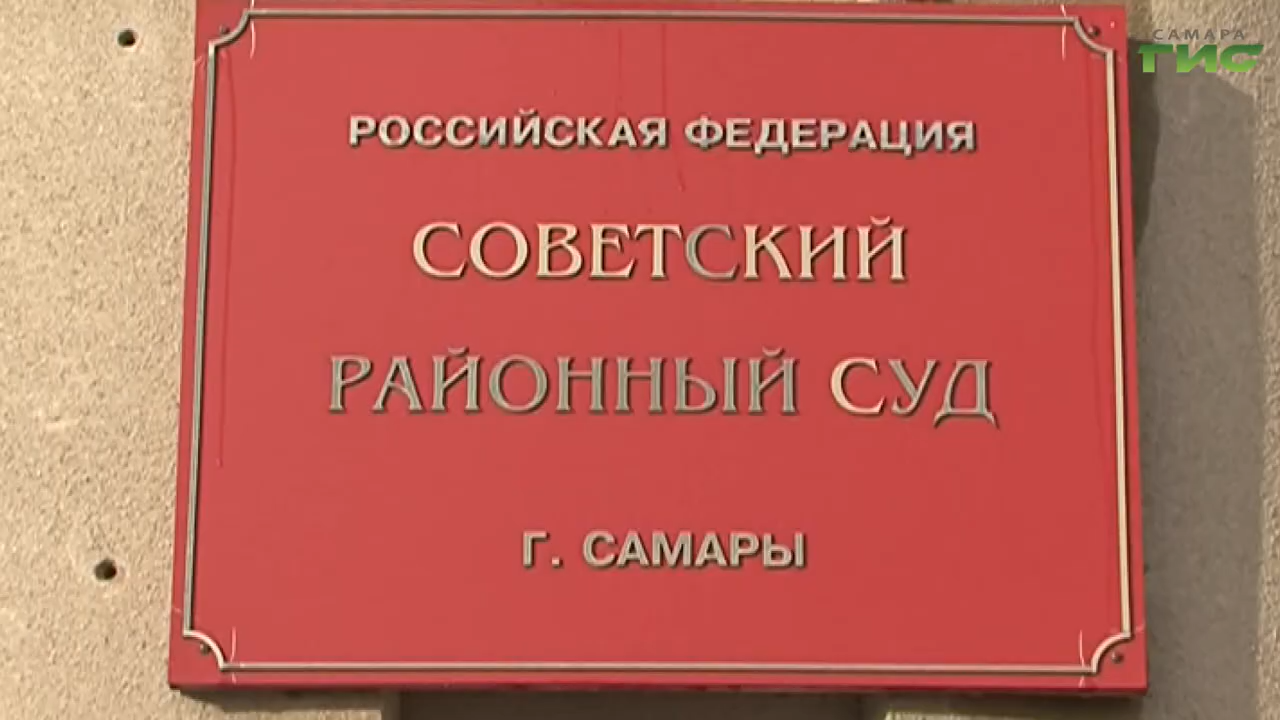 САМАРА
ГИС
РОССИЙСКАЯ ФЕДЕРАЦИЯ
СОВЕТСКИЙ
РАЙОННЫЙ СУД
Г. САМАРЫ